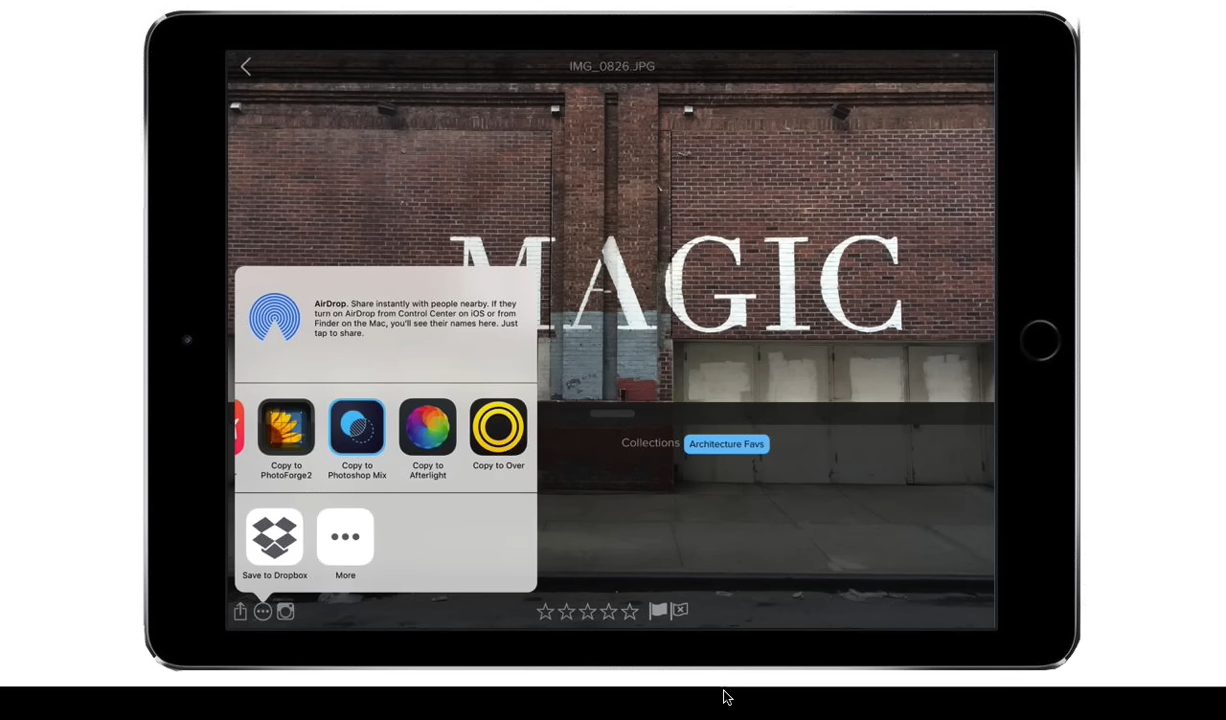 IMG_0826.JPG
MAGIC
AirDrop. Share instantly with people nearby. If they
turn on AirDrop from Control Center on iOS or from
Finder on the Mac, you'll see their names here. Just
tap to share.
Copy to
PhotoForge2
Copy to
Photoshop Mix
Copy to
Afterlight
Copy to Over
Collections Architecture Favs
Save to Dropbox
More